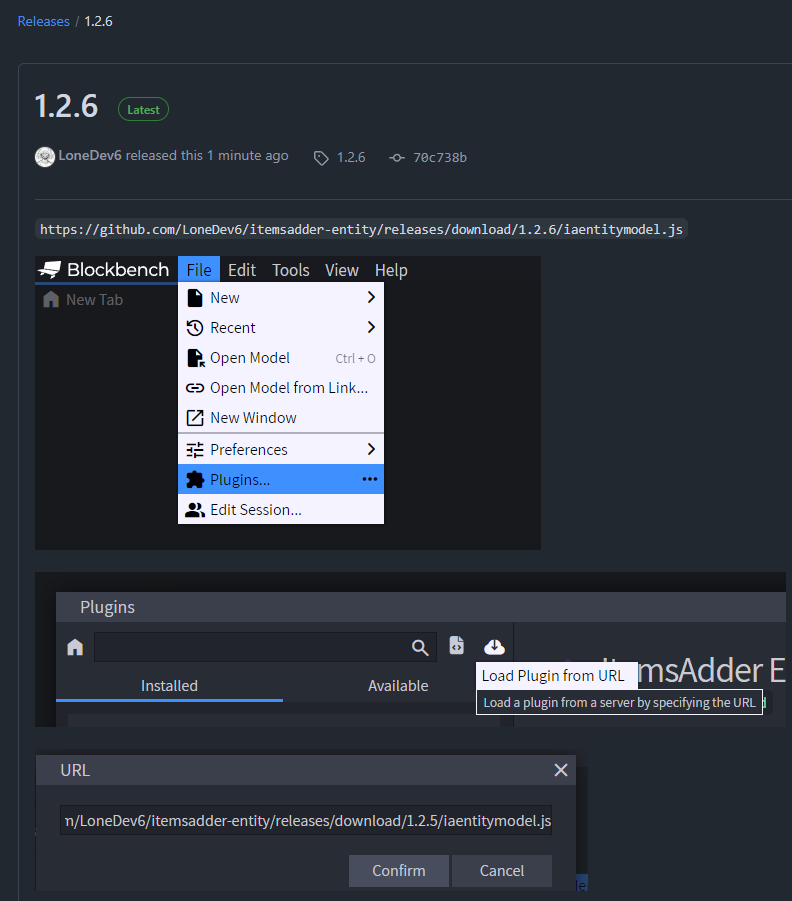 Releases / 1.2.6
1.2.6 Latest
LoneDev6 released this 1 minute ago 1.2.6 70c738b
https://github.com/LoneDev6/itemsadder-entity/releases/download/1.2.6/iaentitymodel.js
Blockbench File Edit Tools View Help
New Tab
New
Recent
Open Model Ctrl + O
Open Model from Link...
New Window
Preferences
Plugins...
Edit Session...
Plugins
ItemsAdder E
Load Plugin from URL
Installed Available
Load a plugin from a server by specifying the URL
URL
n/LoneDev6/itemsadder-entity/releases/download/1.2.5/iaentitymodel.js
Confirm Cancel